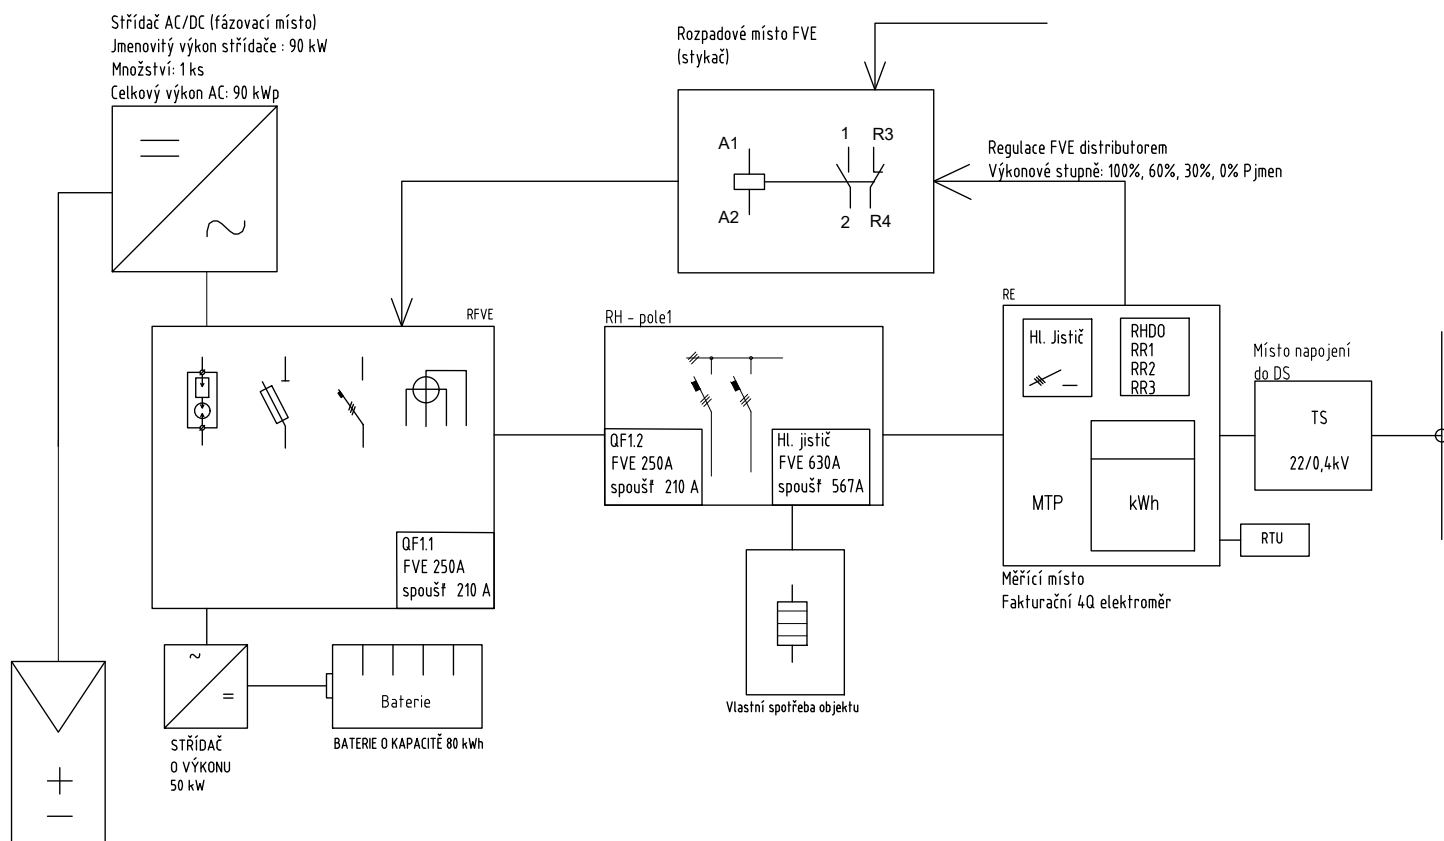 Střídač AC/DC (fázovací místo)
Jmenovitý výkon střídače : 90 kW
Množství: 1 ks
Celkový výkon AC: 90 kWp
Rozpadové místo FVE
(stykač)
A1
A2
1
R3
2
R4
Regulace FVE distributorem
Výkonové stupně: 100%, 60%, 30%, 0% Pjmen
RFVE
QF1.1
FVE 250A
spoušť 210 A
RH - pole1
QF1.2
FVE 250A
spoušť 210 A
Hl. jistič
FVE 630A
spoušť 567A
RE
Hl. Jistič
RHDO
RR1
RR2
RR3
MTP
kWh
Měřící místo
Fakturační 4Q elektroměr
Místo napojení
do DS
TS
22/0,4kV
RTU
Vlastní spotřeba objektu
STŘÍDAČ
O VÝKONU
50 kW
Baterie
BATERIE O KAPACITĚ 80 kWh